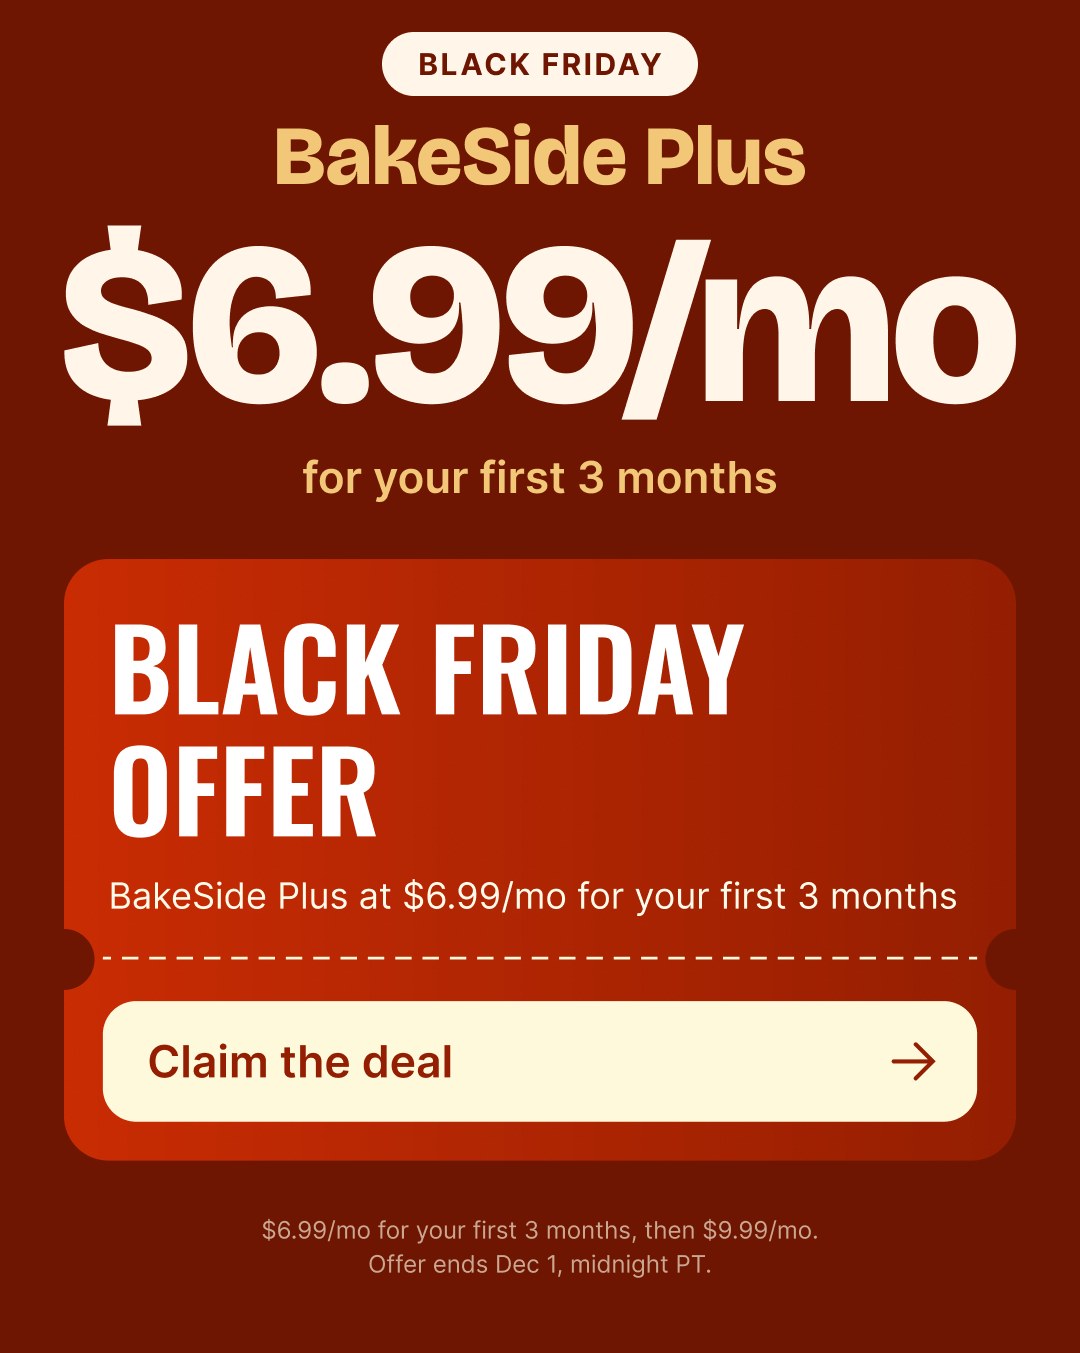 BLACK FRIDAY
BakeSide Plus
$6.99/mo
for your first 3 months
BLACK FRIDAY
OFFER
BakeSide Plus at $6.99/mo for your first 3 months
Claim the deal
$6.99/mo for your first 3 months, then $9.99/mo.
Offer ends Dec 1, midnight PT.